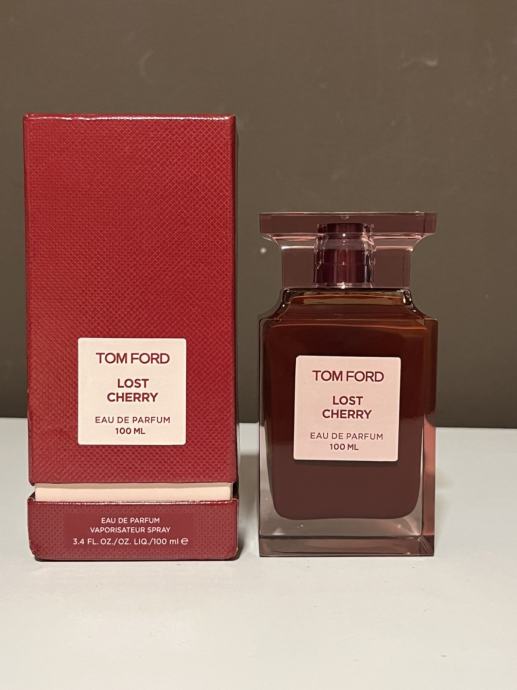 TOM FORD
LOST
CHERRY
EAU DE PARFUM
100 ML
EAU DE PARFUM
VAPORISATEUR SPRAY
3.4 FL. OZ./OZ. LIQ./100 ml ℮
TOM FORD
LOST
CHERRY
EAU DE PARFUM
100 ML